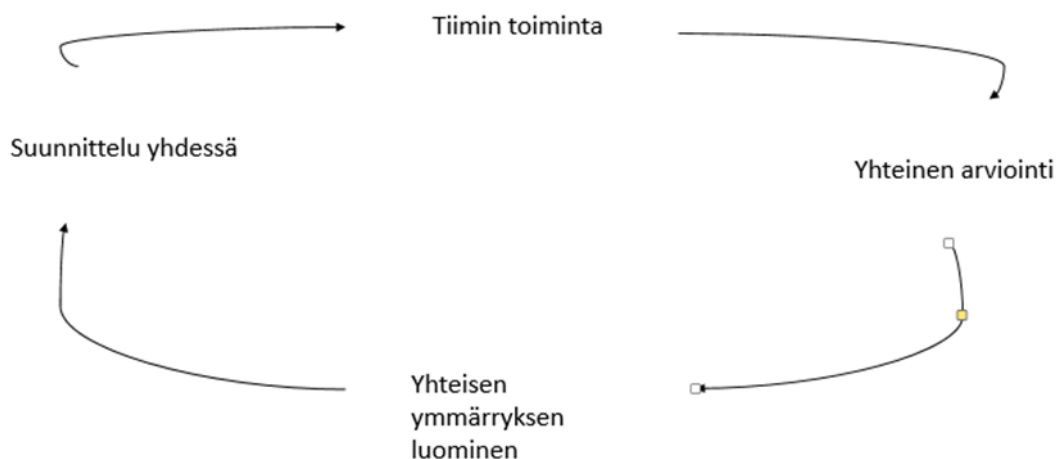 Tiimin toiminta
Suunnittelu yhdessä
Yhteinen arviointi
Yhteisen
ymmärryksen
luominen